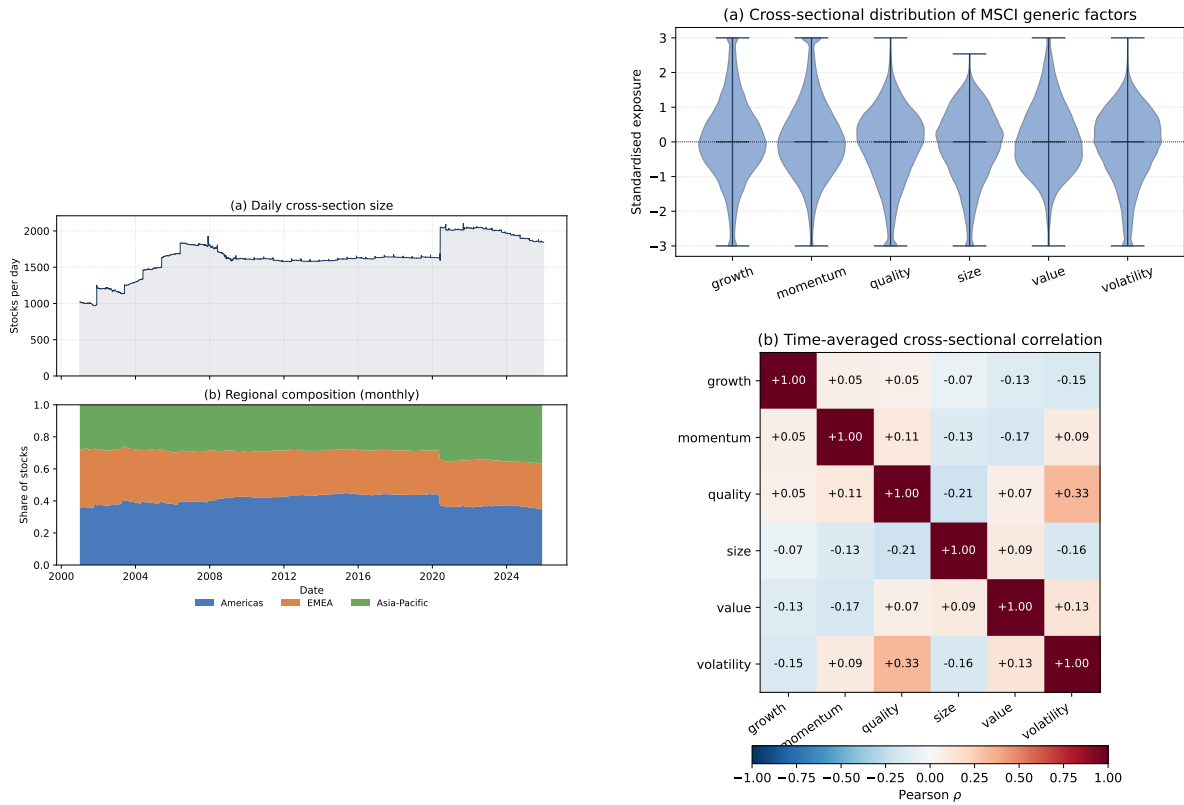 (a) Daily cross-section size
Stocks per day
2000
1500
1000
500
0
(b) Regional composition (monthly)
Share of stocks
1.0
0.8
0.6
0.4
0.2
0.0
2000 2004 2008 2012 2016 2020 2024
Date
Americas EMEA Asia-Pacific
(a) Cross-sectional distribution of MSCI generic factors
Standardised exposure
3
2
1
0
−1
−2
−3
growth momentum quality size value volatility
(b) Time-averaged cross-sectional correlation
growth +1.00 +0.05 +0.05 -0.07 -0.13 -0.15
momentum +0.05 +1.00 +0.11 -0.13 -0.17 +0.09
quality +0.05 +0.11 +1.00 -0.21 +0.07 +0.33
size -0.07 -0.13 -0.21 +1.00 +0.09 -0.16
value -0.13 -0.17 +0.07 +0.09 +1.00 +0.13
volatility -0.15 +0.09 +0.33 -0.16 +0.13 +1.00
growth momentum quality size value volatility
−1.00 −0.75 −0.50 −0.25 0.00 0.25 0.50 0.75 1.00
Pearson ρ